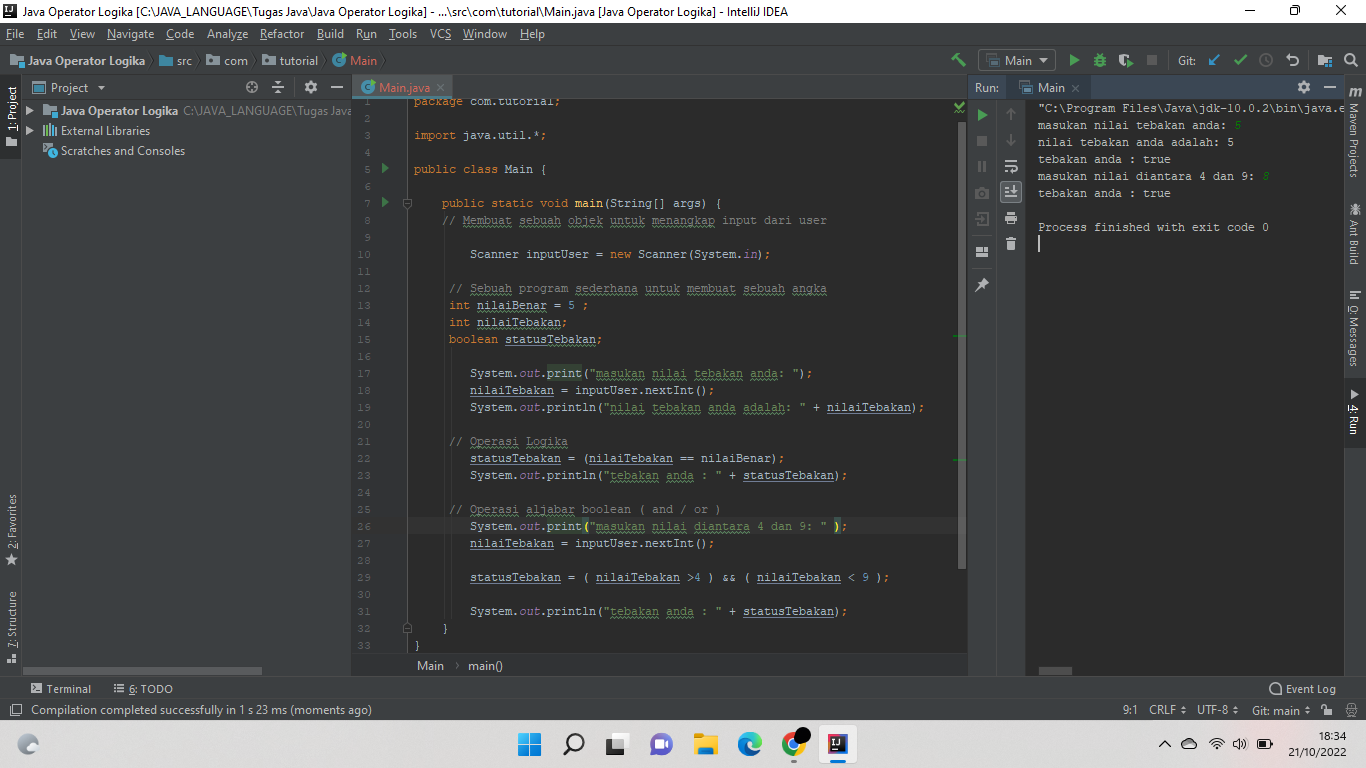 Java Operator Logika [C:\JAVA_LANGUAGE\Tugas Java\Java Operator Logika] - ...\src\com\tutorial\Main.java [Java Operator Logika] - IntelliJ IDEA
File Edit View Navigate Code Analyze Refactor Build Run Tools VCS Window Help
Java Operator Logika src com tutorial Main
Main
Git:
1: Project
2: Favorites
7: Structure
Project
Java Operator Logika C:\JAVA_LANGUAGE\Tugas Java
External Libraries
Scratches and Consoles
Main.java
1 package com.tutorial;
2
3 import java.util.*;
4
5 public class Main {
6
7 public static void main(String[] args) {
8 // Membuat sebuah objek untuk menangkap input dari user
9
10 Scanner inputUser = new Scanner(System.in);
11
12 // Sebuah program sederhana untuk membuat sebuah angka
13 int nilaiBenar = 5 ;
14 int nilaiTebakan;
15 boolean statusTebakan;
16
17 System.out.print("masukan nilai tebakan anda: ");
18 nilaiTebakan = inputUser.nextInt();
19 System.out.println("nilai tebakan anda adalah: " + nilaiTebakan);
20
21 // Operasi Logika
22 statusTebakan = (nilaiTebakan == nilaiBenar);
23 System.out.println("tebakan anda : " + statusTebakan);
24
25 // Operasi aljabar boolean ( and / or )
26 System.out.print("masukan nilai diantara 4 dan 9: " );
27 nilaiTebakan = inputUser.nextInt();
28
29 statusTebakan = ( nilaiTebakan >4 ) && ( nilaiTebakan < 9 );
30
31 System.out.println("tebakan anda : " + statusTebakan);
32 }
33 }
Main main()
Run: Main
"C:\Program Files\Java\jdk-10.0.2\bin\java.e
masukan nilai tebakan anda: 5
nilai tebakan anda adalah: 5
tebakan anda : true
masukan nilai diantara 4 dan 9: 8
tebakan anda : true
Process finished with exit code 0
Maven Projects
Ant Build
0: Messages
4: Run
Terminal 6: TODO Event Log
Compilation completed successfully in 1 s 23 ms (moments ago)
9:1 CRLF UTF-8 Git: main
18:34
21/10/2022